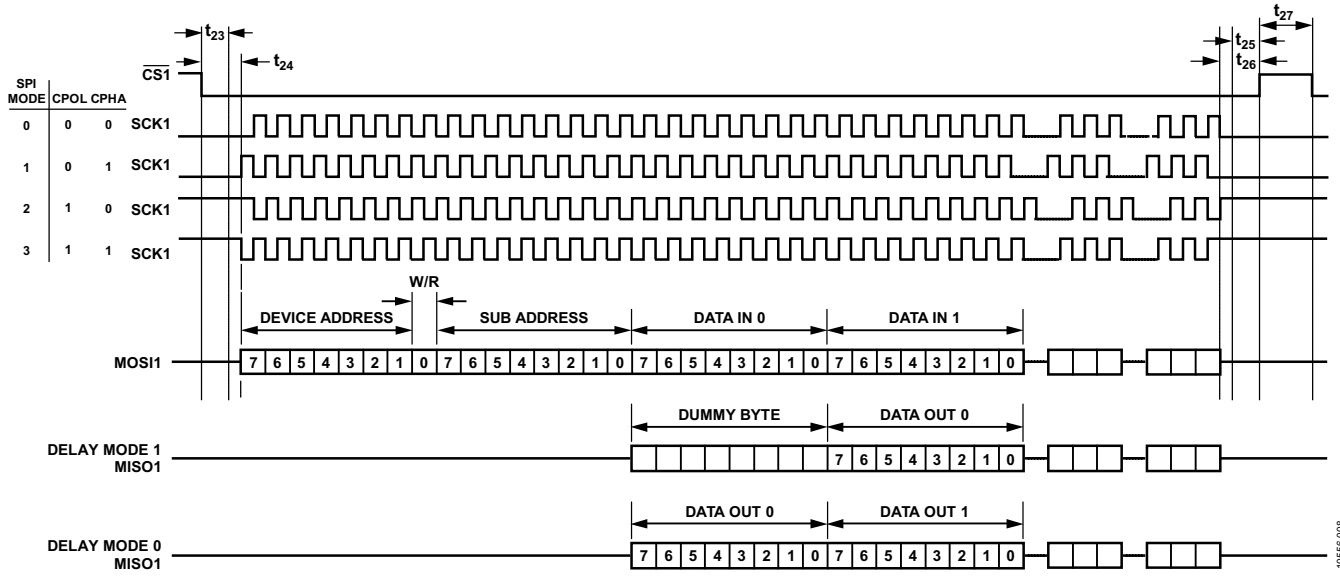 t23
t27
t25
t24
t26
CS1
SPI
MODE CPOL CPHA
0 0 0 SCK1
1 0 1 SCK1
2 1 0 SCK1
3 1 1 SCK1
W/R
DEVICE ADDRESS SUB ADDRESS DATA IN 0 DATA IN 1
MOSI1 7 6 5 4 3 2 1 0 7 6 5 4 3 2 1 0 7 6 5 4 3 2 1 0 7 6 5 4 3 2 1 0
DUMMY BYTE DATA OUT 0
DELAY MODE 1
MISO1
7 6 5 4 3 2 1 0
DATA OUT 0 DATA OUT 1
DELAY MODE 0
MISO1
7 6 5 4 3 2 1 0 7 6 5 4 3 2 1 0